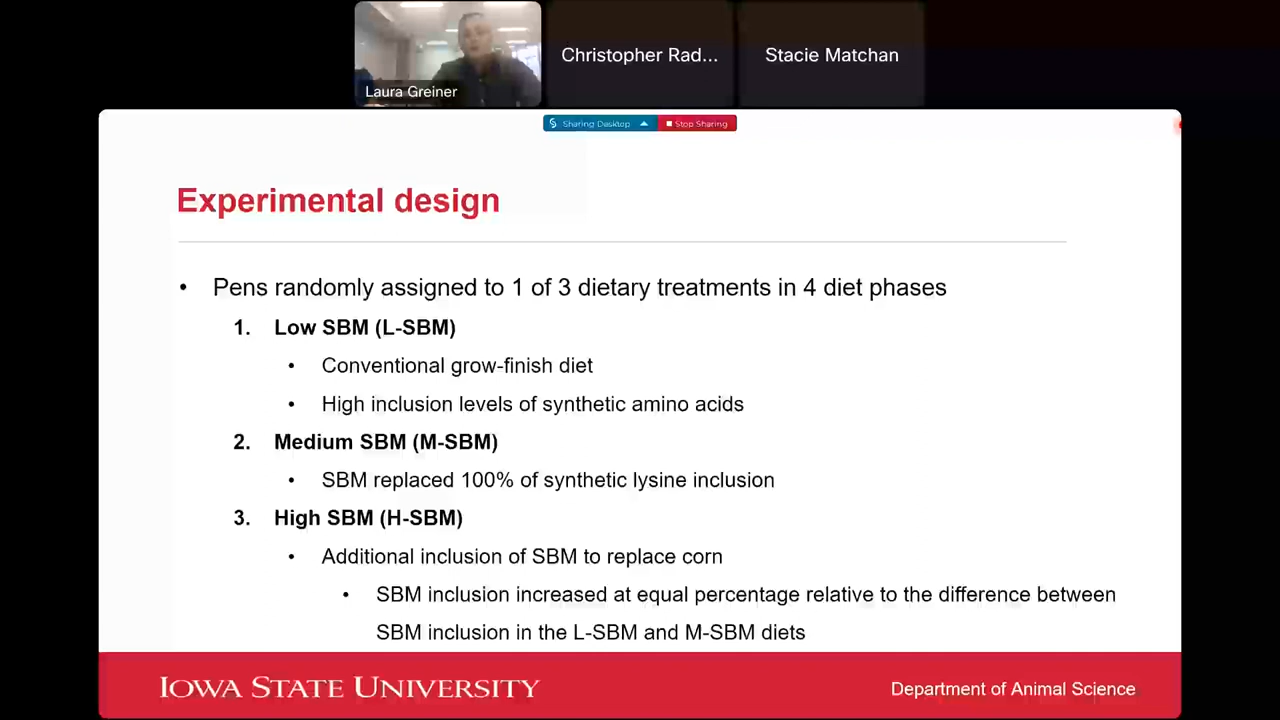 Laura Greiner
Christopher Rad...
Stacie Matchan
Sharing Desktop
Stop Sharing
Experimental design
• Pens randomly assigned to 1 of 3 dietary treatments in 4 diet phases
1. Low SBM (L-SBM)
• Conventional grow-finish diet
• High inclusion levels of synthetic amino acids
2. Medium SBM (M-SBM)
• SBM replaced 100% of synthetic lysine inclusion
3. High SBM (H-SBM)
• Additional inclusion of SBM to replace corn
• SBM inclusion increased at equal percentage relative to the difference between
SBM inclusion in the L-SBM and M-SBM diets
IOWA STATE UNIVERSITY
Department of Animal Science